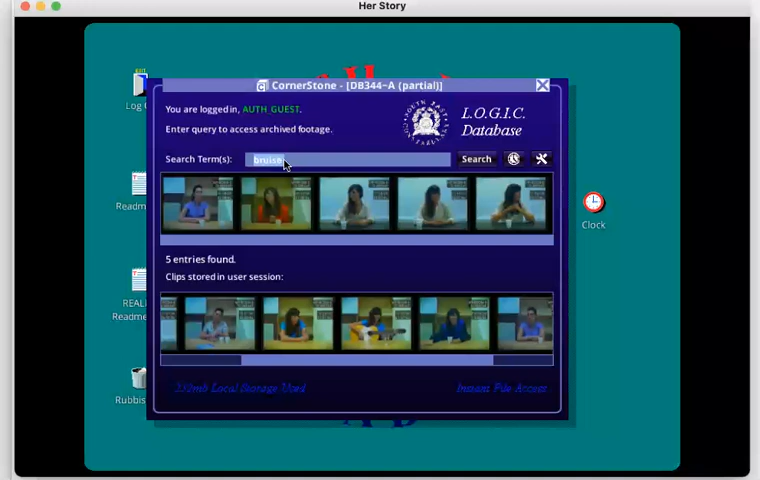 Her Story
CornerStone - [DB344~A (partial)]
You are logged in, AUTH_GUEST.
Enter query to access archived footage.
L.O.G.I.C.
Database
Search Term(s):
bruise
Search
5 entries found.
Clips stored in user session:
Local Footage Used
Instant File Access
Log
Readm
REAL
Readme
Rubbis
Clock